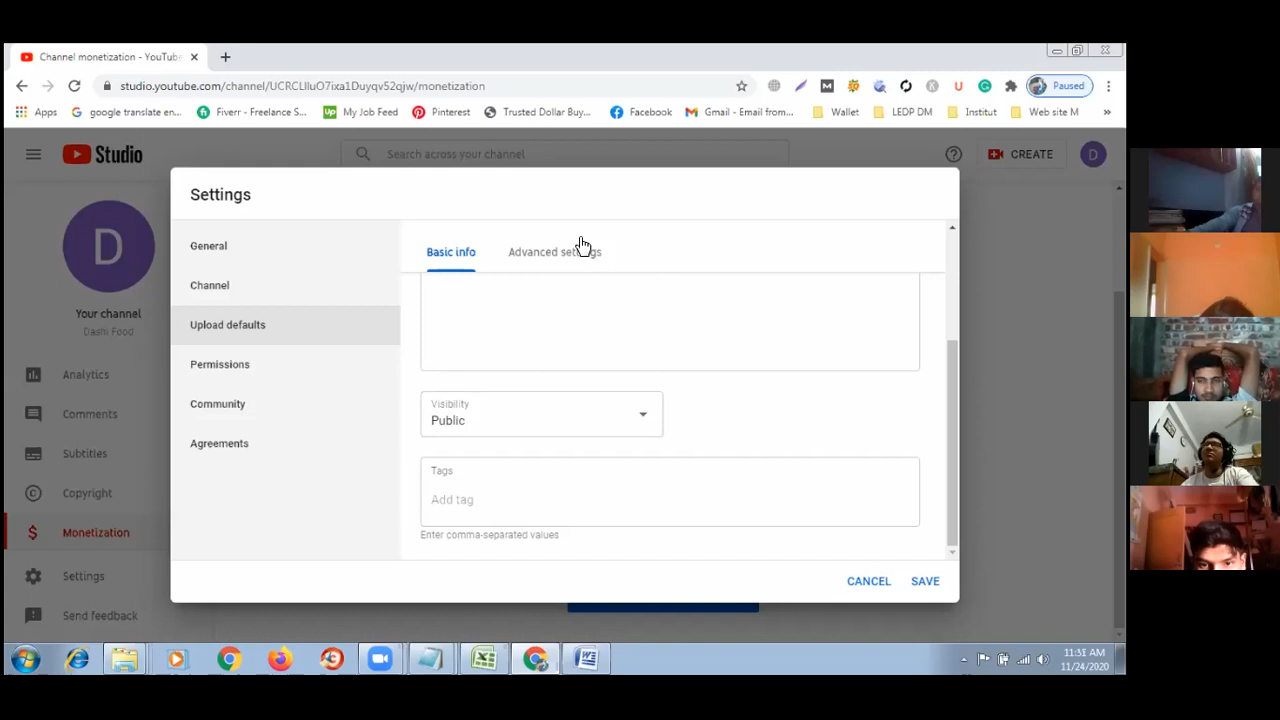 Channel monetization - YouTub
studio.youtube.com/channel/UCRCLlluO7ixa1Duyqv52qjw/monetization
Paused
Apps
google translate en...
Fiverr - Freelance S...
My Job Feed
Pinterest
Trusted Dollar Buy...
Facebook
Gmail - Email from...
Wallet
LEDP DM
Institut
Web site M
Studio
Search across your channel
CREATE
D
D
Your channel
Dashi Food
Analytics
Comments
Subtitles
Copyright
Monetization
Settings
Send feedback
Settings
General
Channel
Upload defaults
Permissions
Community
Agreements
Basic info
Advanced settings
Visibility
Public
Tags
Add tag
Enter comma-separated values
CANCEL
SAVE
11:31 AM
11/24/2020